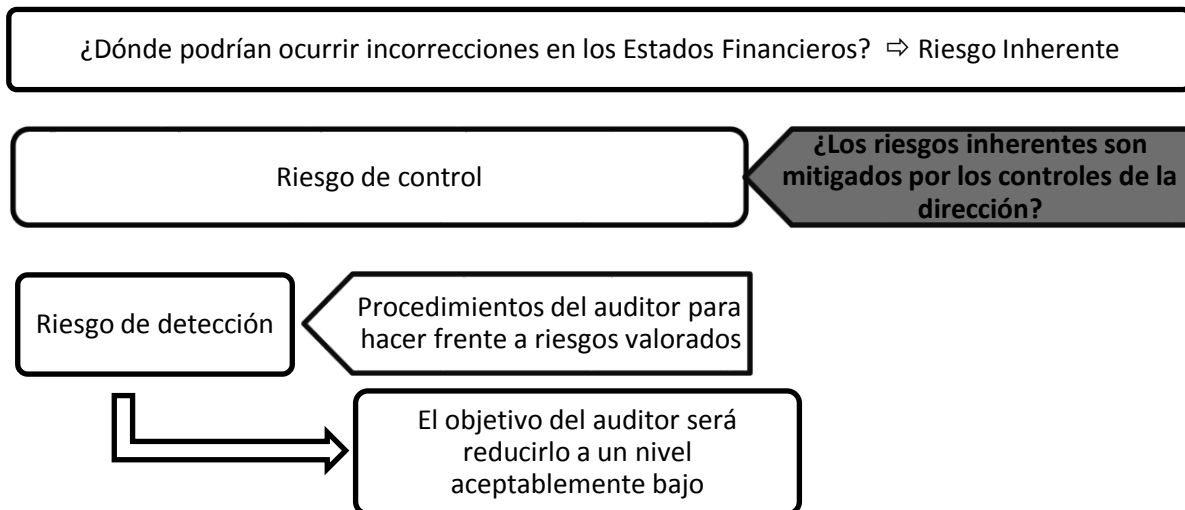 ¿Dónde podrían ocurrir incorrecciones en los Estados Financieros? ⇨ Riesgo Inherente
Riesgo de control
¿Los riesgos inherentes son
mitigados por los controles de la
dirección?
Riesgo de detección
Procedimientos del auditor para
hacer frente a riesgos valorados
El objetivo del auditor será
reducirlo a un nivel
aceptablemente bajo